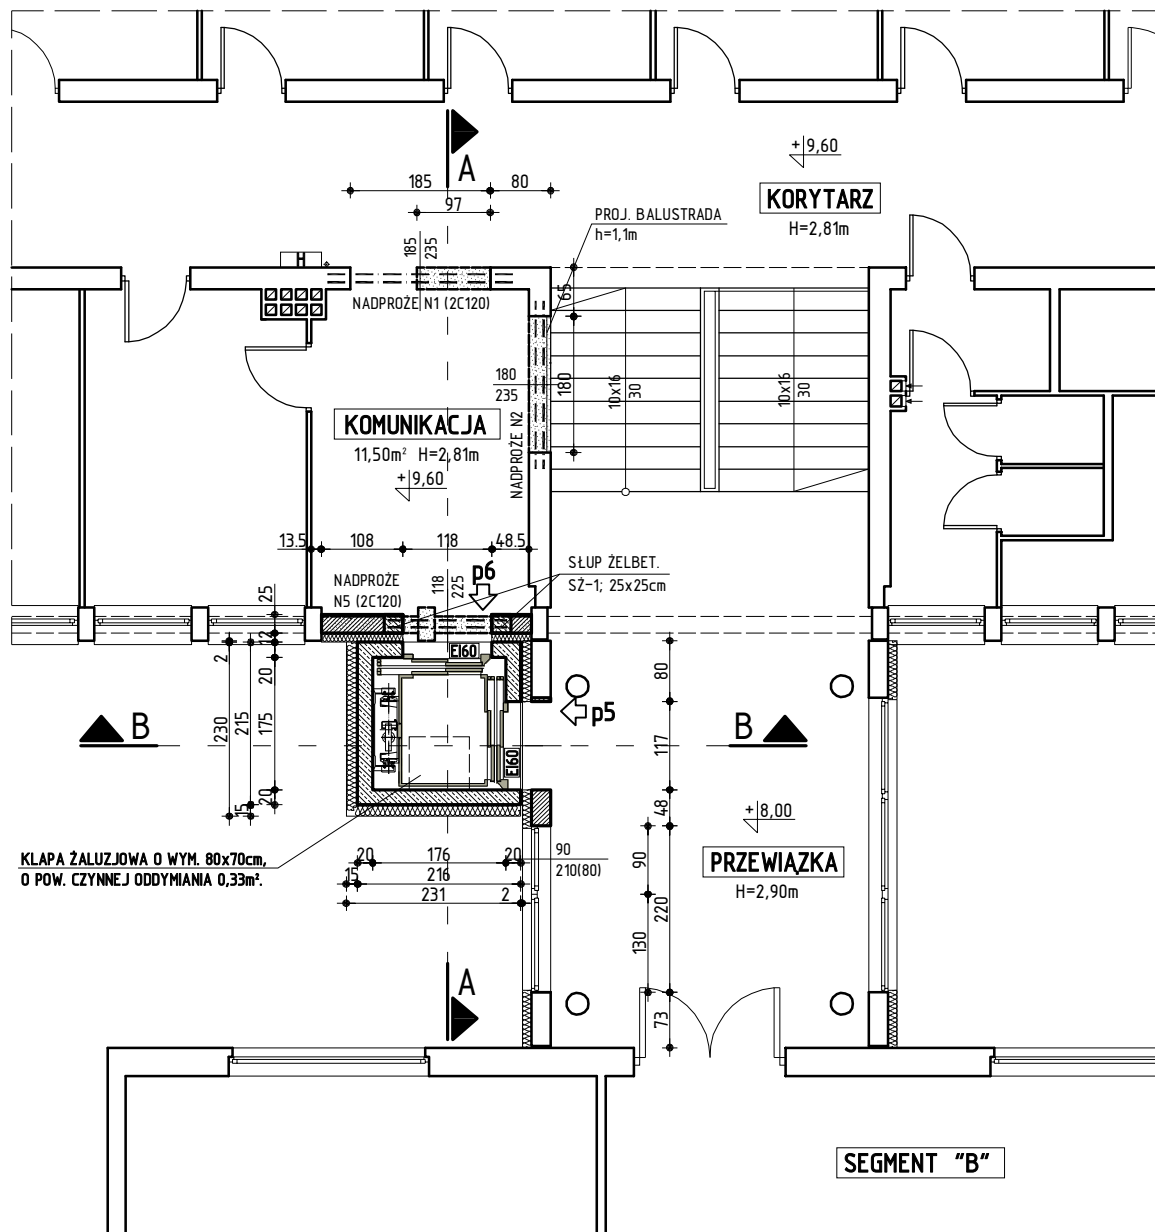 A
+9,60
KORYTARZ
H=2,81m
185
80
97
PROJ. BALUSTRADA
h=1,1m
185
235
H
NADPROŻE N1 (2C120)
65
180
180
235
10x16
30
10x16
30
KOMUNIKACJA
11,50m² H=2,81m
+9,60
NADPROŻE N2
13.5
108
118
48.5
SŁUP ŻELBET.
SŻ-1; 25x25cm
NADPROŻE
N5 (2C120)
118
225
p6
25
12
2
20
175
20
215
15
230
EI60
EI60
p5
B
B
80
117
48
+8,00
PRZEWIĄZKA
H=2,90m
90
220
130
73
KLAPA ŻALUZJOWA O WYM. 80x70cm,
O POW. CZYNNEJ ODDYMIANIA 0,33m².
20
176
20
90
210(80)
15
216
231
2
A
SEGMENT "B"